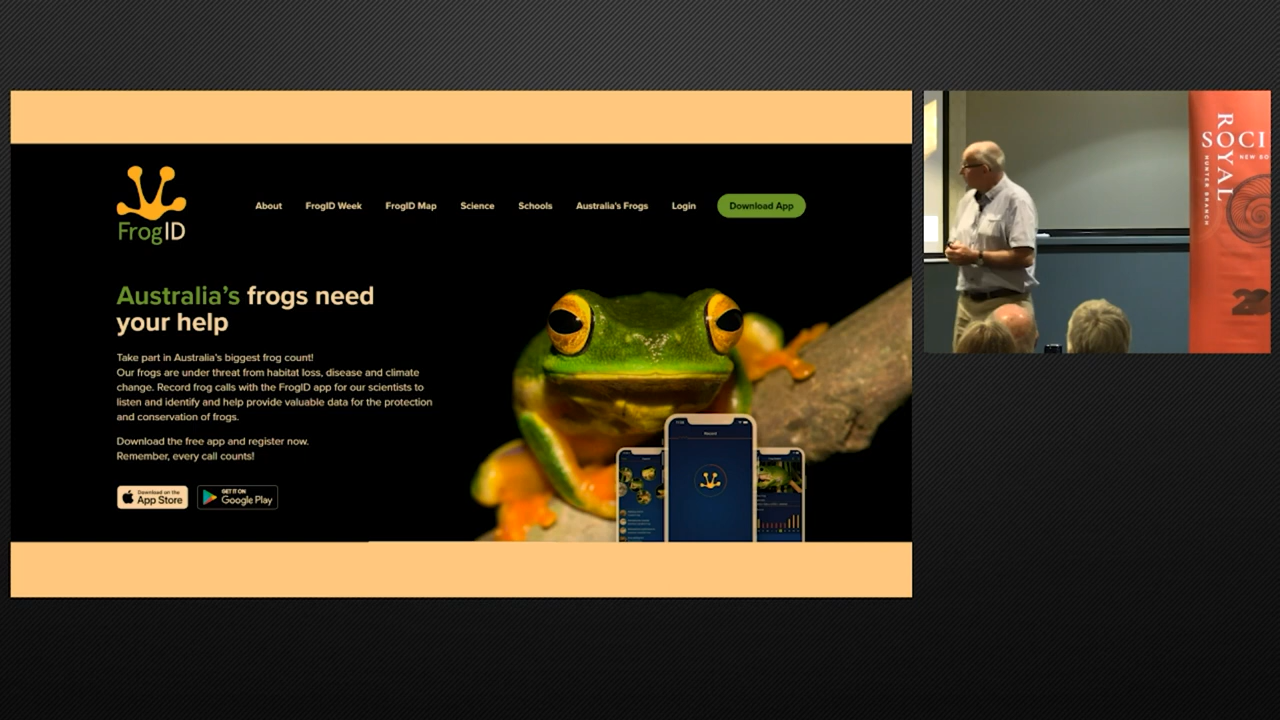 FrogID
About FrogID Week FrogID Map Science Schools Australia's Frogs Login Download App
Australia's frogs need
your help
Take part in Australia's biggest frog count!
Our frogs are under threat from habitat loss, disease and climate
change. Record frog calls with the FrogID app for our scientists to
listen and identify and help provide valuable data for the protection
and conservation of frogs.
Download the free app and register now.
Remember, every call counts!
Download on the
App Store
GET IT ON
Google Play
Record
ROYAL
SOCI
NEW SO
HUNTER BRANCH